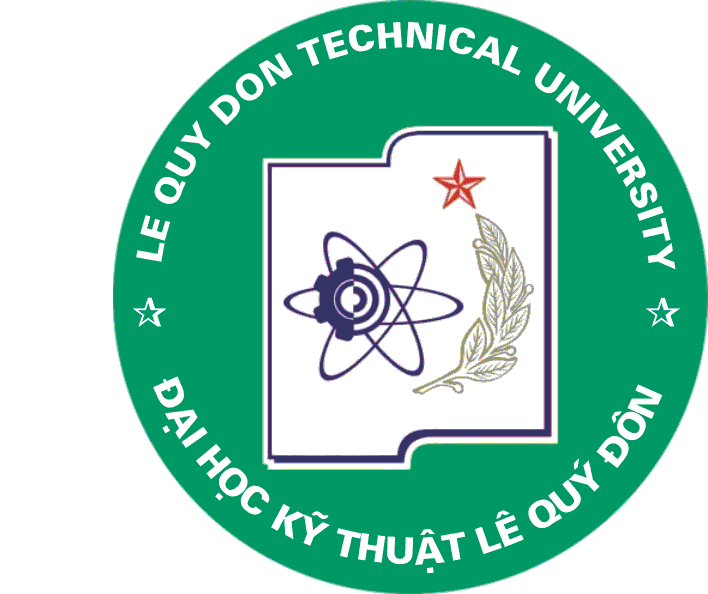 LE QUY DON TECHNICAL UNIVERSITY
ĐẠI HỌC KỸ THUẬT LÊ QUÝ ĐÔN